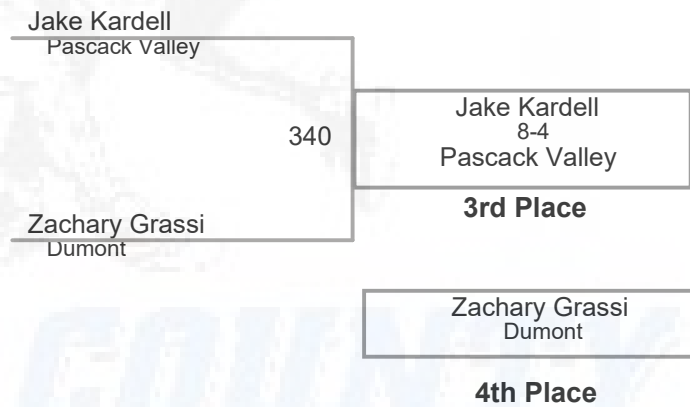 Jake Kardell
Pascack Valley
340
Jake Kardell
8-4
Pascack Valley
3rd Place
Zachary Grassi
Dumont
Zachary Grassi
Dumont
4th Place
COUNTY